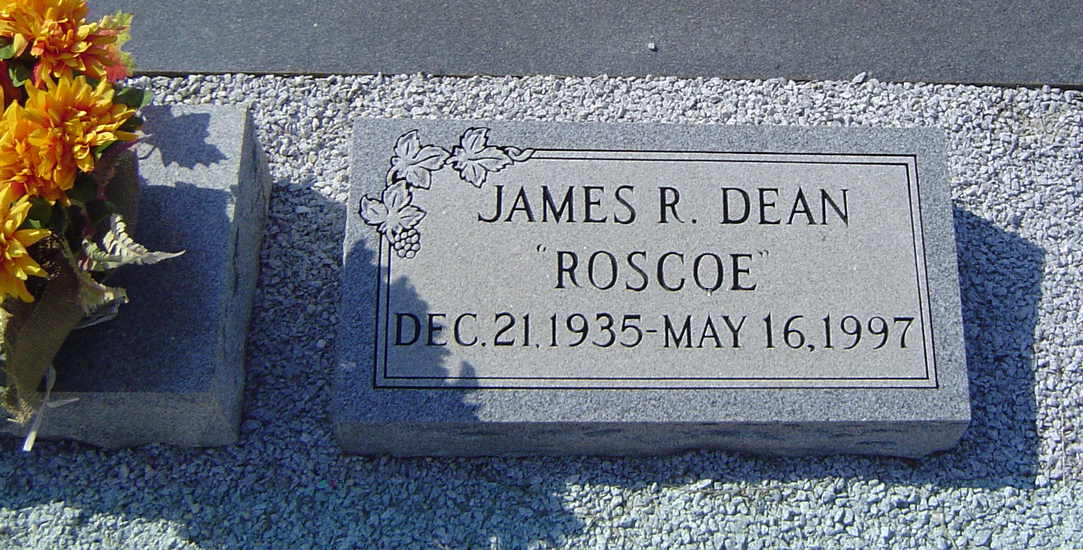 JAMES R. DEAN
"ROSCOE"
DEC. 21. 1935-MAY 16, 1997